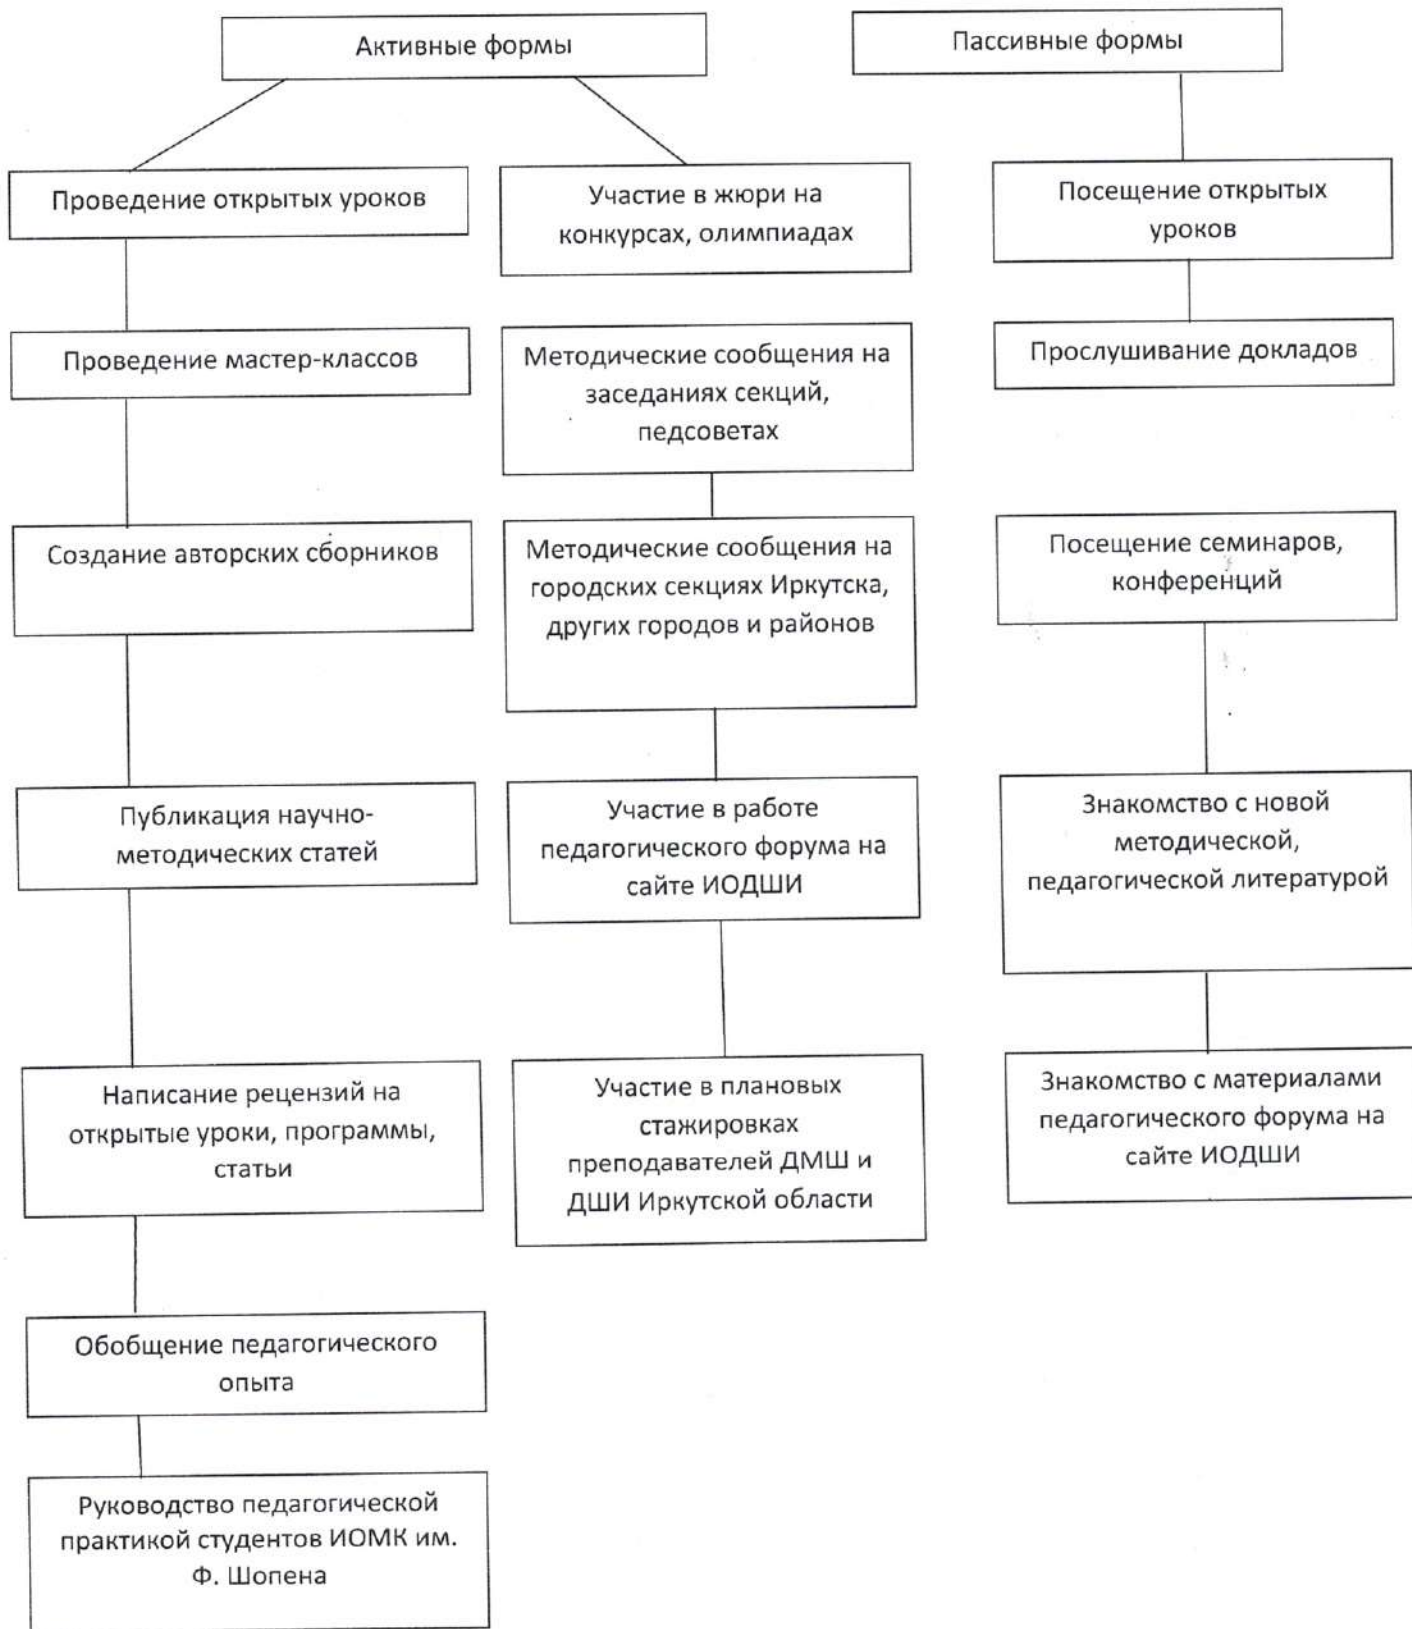 Активные формы
Пассивные формы
Проведение открытых уроков
Участие в жюри на
конкурсах, олимпиадах
Посещение открытых
уроков
Проведение мастер-классов
Методические сообщения на
заседаниях секций,
педсоветах
Прослушивание докладов
Создание авторских сборников
Методические сообщения на
городских секциях Иркутска,
других городов и районов
Посещение семинаров,
конференций
Публикация научно-
методических статей
Участие в работе
педагогического форума на
сайте ИОДШИ
Знакомство с новой
методической,
педагогической литературой
Написание рецензий на
открытые уроки, программы,
статьи
Участие в плановых
стажировках
преподавателей ДМШ и
ДШИ Иркутской области
Знакомство с материалами
педагогического форума на
сайте ИОДШИ
Обобщение педагогического
опыта
Руководство педагогической
практикой студентов ИОМК им.
Ф. Шопена